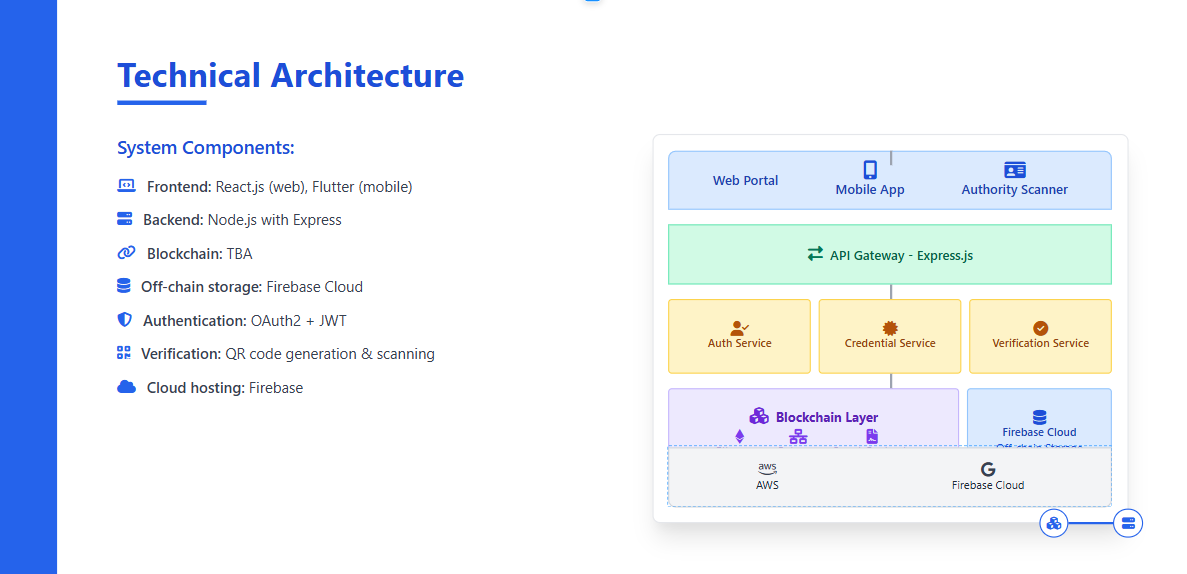 Technical Architecture
System Components:
Frontend: React.js (web), Flutter (mobile)
Backend: Node.js with Express
Blockchain: TBA
Off-chain storage: Firebase Cloud
Authentication: OAuth2 + JWT
Verification: QR code generation & scanning
Cloud hosting: Firebase
Web Portal
Mobile App
Authority Scanner
API Gateway - Express.js
Auth Service
Credential Service
Verification Service
Blockchain Layer
Firebase Cloud
Off-chain Storage
aws
AWS
G
Firebase Cloud